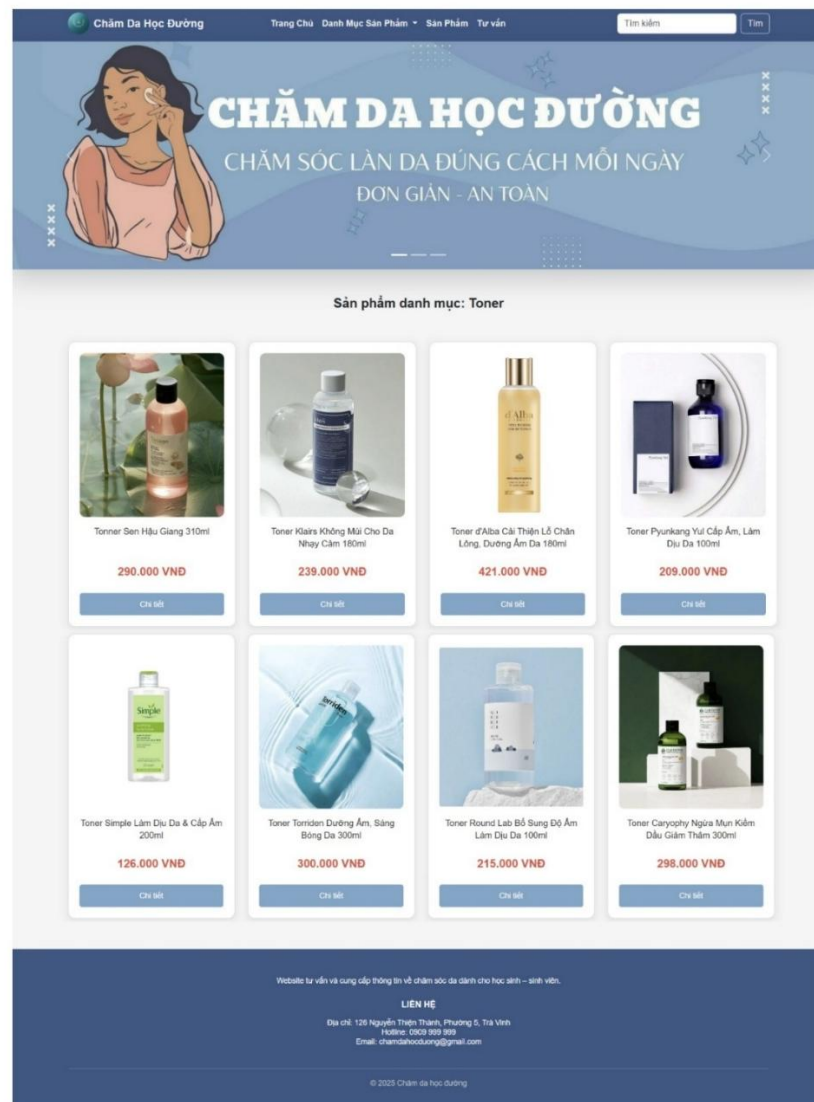 Chăm Da Học Đường
Trang Chủ Danh Mục Sản Phẩm Sản Phẩm Tư vấn
Tìm kiếm Tìm
CHĂM DA HỌC ĐƯỜNG
CHĂM SÓC LÀN DA ĐÚNG CÁCH MỖI NGÀY
ĐƠN GIẢN - AN TOÀN
Sản phẩm danh mục: Toner
d'Alba
Pyunkang Yul
Tonner Sen Hậu Giang 310ml
290.000 VNĐ
Chi tiết
Toner Klairs Không Mùi Cho Da
Nhạy Cảm 180ml
239.000 VNĐ
Chi tiết
Toner d'Alba Cải Thiện Lỗ Chân
Lông, Dưỡng Ẩm Da 180ml
421.000 VNĐ
Chi tiết
Toner Pyunkang Yul Cấp Ẩm, Làm
Dịu Da 100ml
209.000 VNĐ
Chi tiết
Simple
Torriden
Toner Simple Làm Dịu Da & Cấp Ẩm
200ml
126.000 VNĐ
Chi tiết
Toner Torriden Dưỡng Ẩm, Sáng
Bóng Da 300ml
300.000 VNĐ
Chi tiết
Toner Round Lab Bổ Sung Độ Ẩm
Làm Dịu Da 100ml
215.000 VNĐ
Chi tiết
Toner Caryophy Ngừa Mụn Kiềm
Dầu Giảm Thâm 300ml
298.000 VNĐ
Chi tiết
Website tư vấn và cung cấp thông tin về chăm sóc da dành cho học sinh – sinh viên.
LIÊN HỆ
Địa chỉ: 126 Nguyễn Thiện Thành, Phường 5, Trà Vinh
Hotline: 0909 999 999
Email: chamdahocduong@gmail.com
© 2025 Chăm da học đường